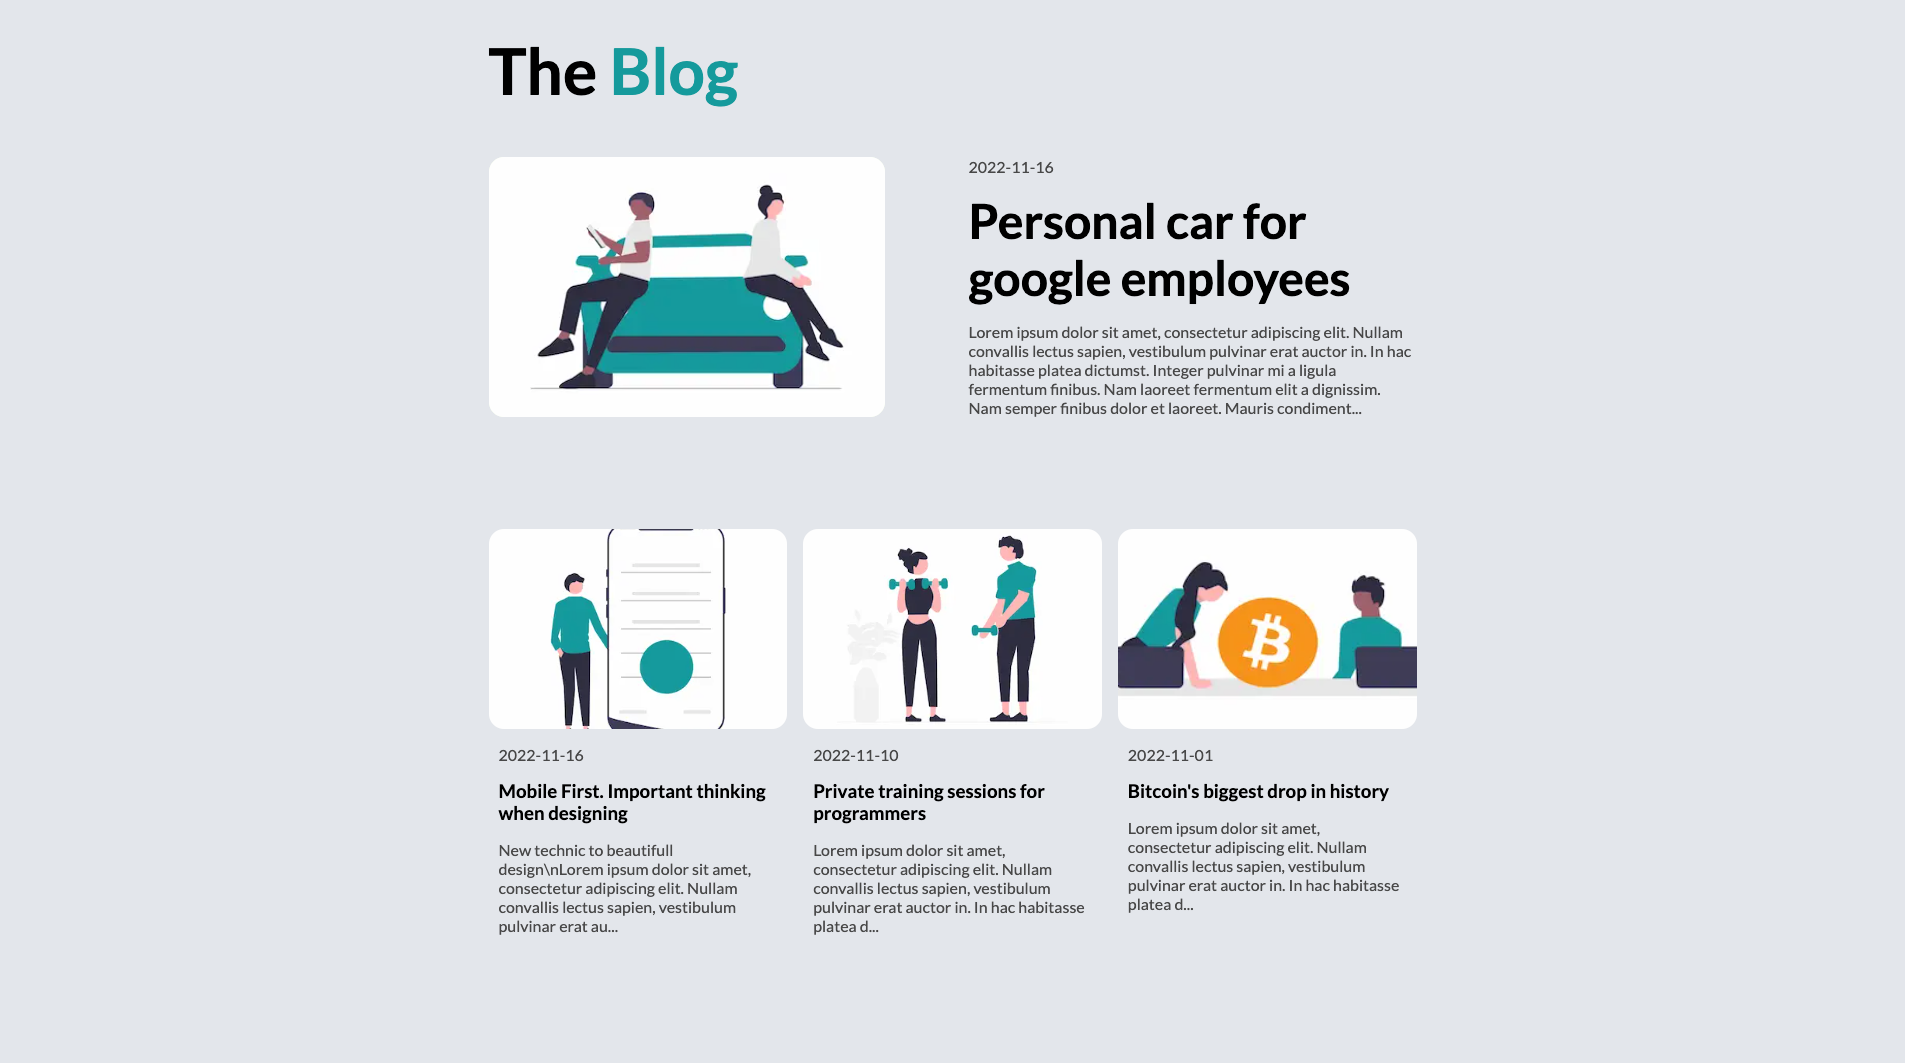 The Blog
2022-11-16
Personal car for
google employees
Lorem ipsum dolor sit amet, consectetur adipiscing elit. Nullam
convallis lectus sapien, vestibulum pulvinar erat auctor in. In hac
habitasse platea dictumst. Integer pulvinar mi a ligula
fermentum finibus. Nam laoreet fermentum elit a dignissim.
Nam semper finibus dolor et laoreet. Mauris condiment...
2022-11-16
Mobile First. Important thinking
when designing
New technic to beautifull
design\nLorem ipsum dolor sit amet,
consectetur adipiscing elit. Nullam
convallis lectus sapien, vestibulum
pulvinar erat au...
2022-11-10
Private training sessions for
programmers
Lorem ipsum dolor sit amet,
consectetur adipiscing elit. Nullam
convallis lectus sapien, vestibulum
pulvinar erat auctor in. In hac habitasse
platea d...
2022-11-01
Bitcoin's biggest drop in history
Lorem ipsum dolor sit amet,
consectetur adipiscing elit. Nullam
convallis lectus sapien, vestibulum
pulvinar erat auctor in. In hac habitasse
platea d...